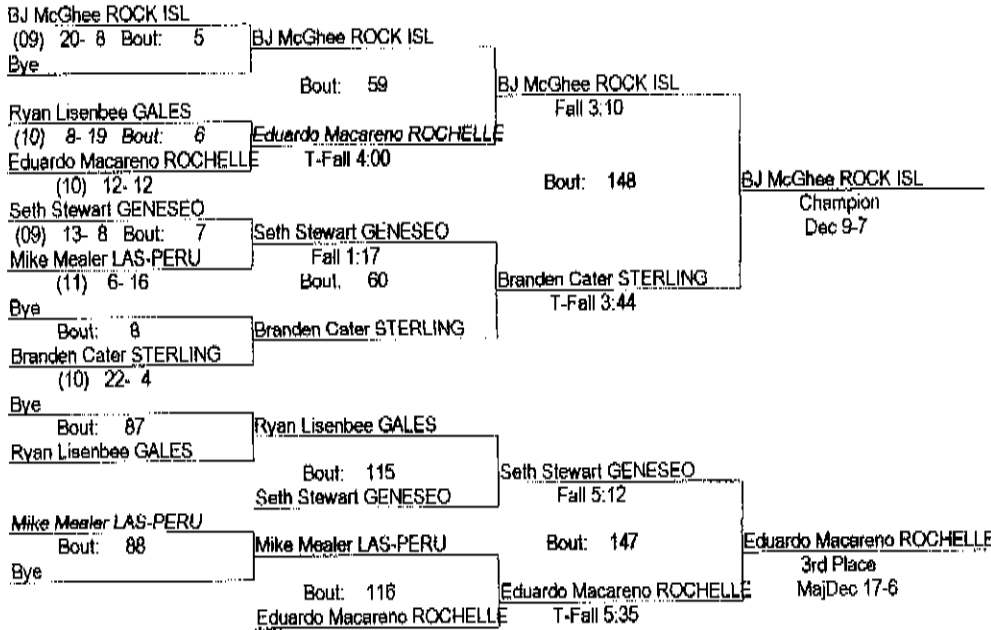 BJ McGhee ROCK ISL
(09) 20- 8 Bout: 5
Bye
BJ McGhee ROCK ISL
Bout: 59
Ryan Lisenbee GALES
(10) 8- 19 Bout: 6
Eduardo Macareno ROCHELLE
(10) 12- 12
Eduardo Macareno ROCHELLE
T-Fall 4:00
BJ McGhee ROCK ISL
Fall 3:10
Bout: 148
Seth Stewart GENESEO
(09) 13- 8 Bout: 7
Mike Mealer LAS-PERU
(11) 6- 16
Seth Stewart GENESEO
Fall 1:17
Bout. 60
Bye
Bout: 8
Branden Cater STERLING
(10) 22- 4
Branden Cater STERLING
Branden Cater STERLING
T-Fall 3:44
BJ McGhee ROCK ISL
Champion
Dec 9-7
Bye
Bout: 87
Ryan Lisenbee GALES
Ryan Lisenbee GALES
Bout: 115
Seth Stewart GENESEO
Seth Stewart GENESEO
Fall 5:12
Bout: 147
Mike Mealer LAS-PERU
Bout: 88
Bye
Mike Mealer LAS-PERU
Bout: 116
Eduardo Macareno ROCHELLE
Eduardo Macareno ROCHELLE
T-Fall 5:35
Eduardo Macareno ROCHELLE
3rd Place
MajDec 17-6